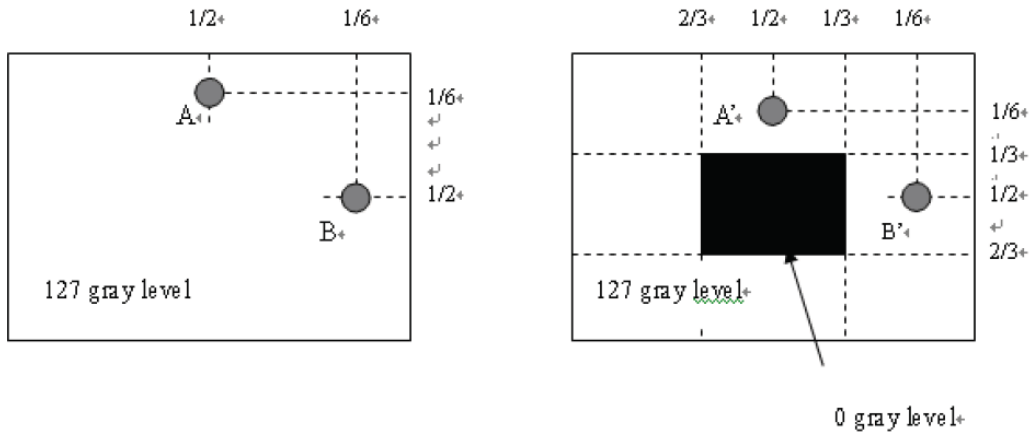 1/2↵ 1/6↵
1/6↵
↵
↵
↵
1/2↵
A↵
B↵
127 gray level
2/3↵ 1/2↵ 1/3↵ 1/6↵
1/6↵
1/3↵
1/2↵
↵
2/3↵
A'↵
B'↵
127 gray level↵
0 gray level↵